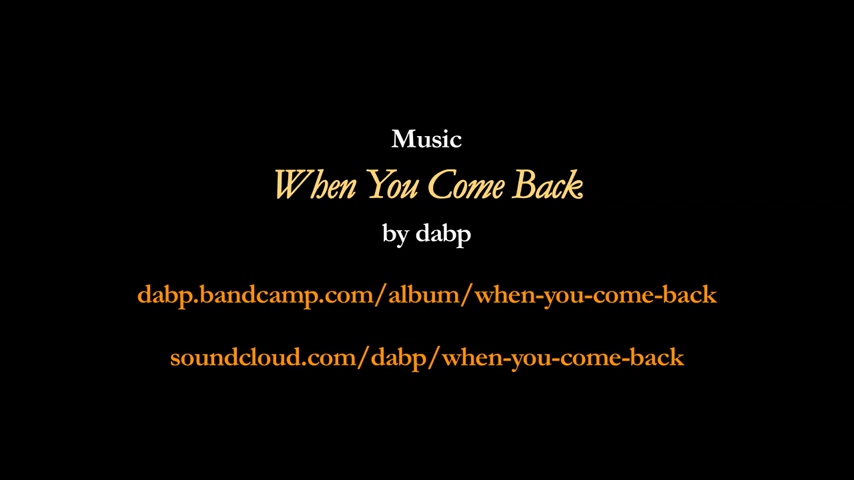 Music
When You Come Back
by dabp
dabp.bandcamp.com/album/when-you-come-back
soundcloud.com/dabp/when-you-come-back